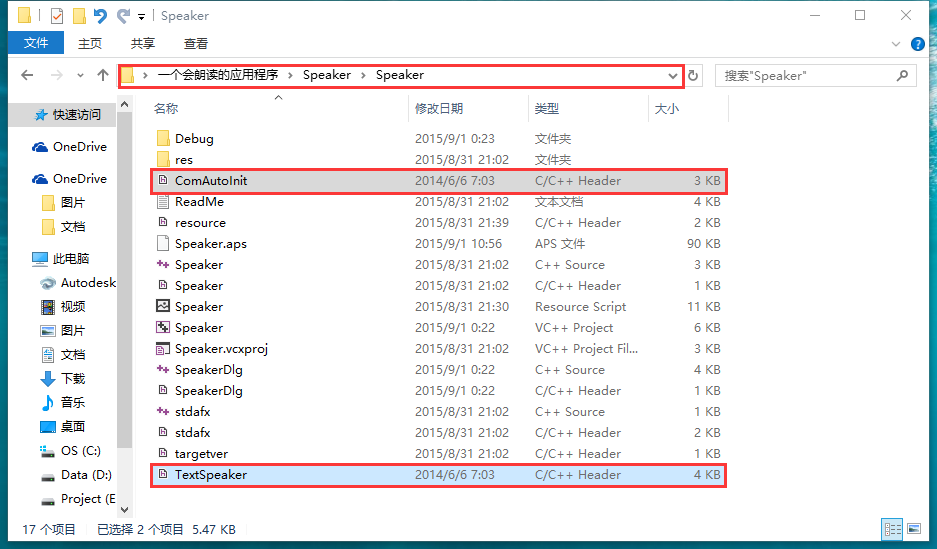 Speaker
文件 主页 共享 查看
一个会朗读的应用程序 Speaker Speaker 搜索"Speaker"
快速访问
OneDrive
OneDrive
图片
文档
此电脑
Autodesk
视频
图片
文档
下载
音乐
桌面
OS (C:)
Data (D:)
Project (E
名称 修改日期 类型 大小
Debug 2015/9/1 0:23 文件夹
res 2015/8/31 21:02 文件夹
ComAutoInit 2014/6/6 7:03 C/C++ Header 3 KB
ReadMe 2015/8/31 21:02 文本文档 4 KB
resource 2015/8/31 21:39 C/C++ Header 2 KB
Speaker.aps 2015/9/1 10:56 APS 文件 90 KB
Speaker 2015/8/31 21:02 C++ Source 3 KB
Speaker 2015/8/31 21:02 C/C++ Header 1 KB
Speaker 2015/8/31 21:30 Resource Script 11 KB
Speaker 2015/9/1 0:22 VC++ Project 6 KB
Speaker.vcxproj 2015/8/31 21:02 VC++ Project Fil... 3 KB
SpeakerDlg 2015/9/1 0:22 C++ Source 4 KB
SpeakerDlg 2015/9/1 0:22 C/C++ Header 1 KB
stdafx 2015/8/31 21:02 C++ Source 1 KB
stdafx 2015/8/31 21:02 C/C++ Header 2 KB
targetver 2015/8/31 21:02 C/C++ Header 1 KB
TextSpeaker 2014/6/6 7:03 C/C++ Header 4 KB
17 个项目 已选择 2 个项目 5.47 KB